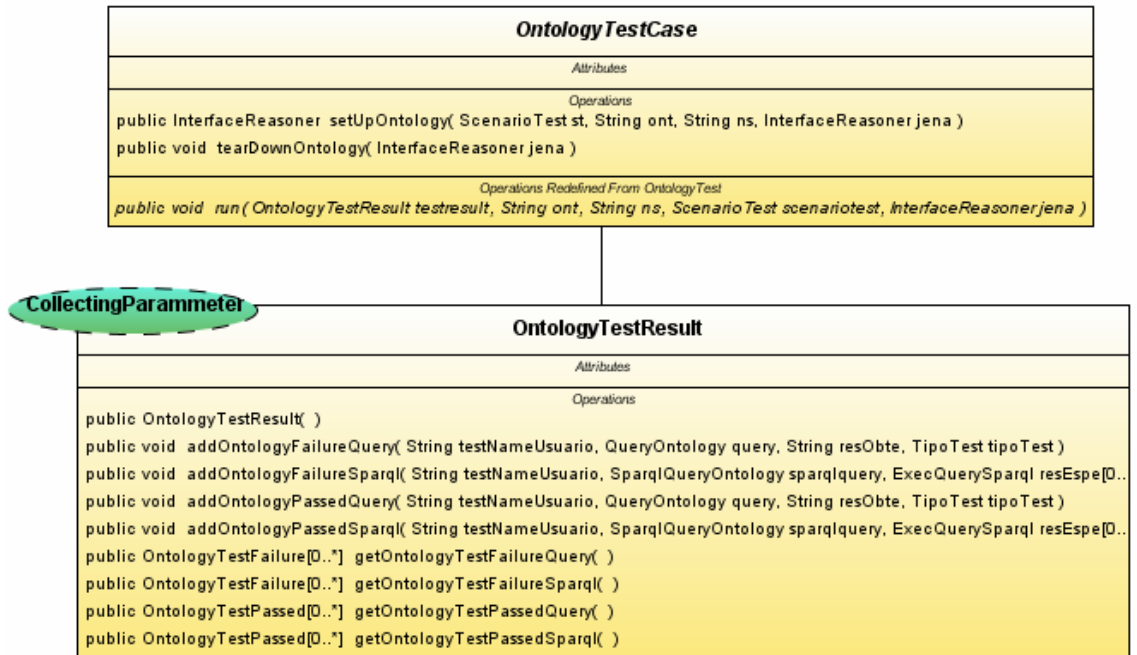 OntologyTestCase
Attributes
Operations
public InterfaceReasoner setUpOntology( ScenarioTest st, String ont, String ns, InterfaceReasoner jena )
public void tearDownOntology( InterfaceReasoner jena )
Operations Redefined From OntologyTest
public void run( OntologyTestResult testresult, String ont, String ns, ScenarioTest scenariotest, InterfaceReasoner jena )
CollectingParammeter
OntologyTestResult
Attributes
Operations
public OntologyTestResult( )
public void addOntologyFailureQuery( String testNameUsuario, QueryOntology query, String resObte, TipoTest tipoTest )
public void addOntologyFailureSparql( String testNameUsuario, SparqlQueryOntology sparqlquery, ExecQuerySparql resEspe[0..
public void addOntologyPassedQuery( String testNameUsuario, QueryOntology query, String resObte, TipoTest tipoTest )
public void addOntologyPassedSparql( String testNameUsuario, SparqlQueryOntology sparqlquery, ExecQuerySparql resEspe[0..
public OntologyTestFailure[0..*] getOntologyTestFailureQuery( )
public OntologyTestFailure[0..*] getOntologyTestFailureSparql( )
public OntologyTestPassed[0..*] getOntologyTestPassedQuery( )
public OntologyTestPassed[0..*] getOntologyTestPassedSparql( )